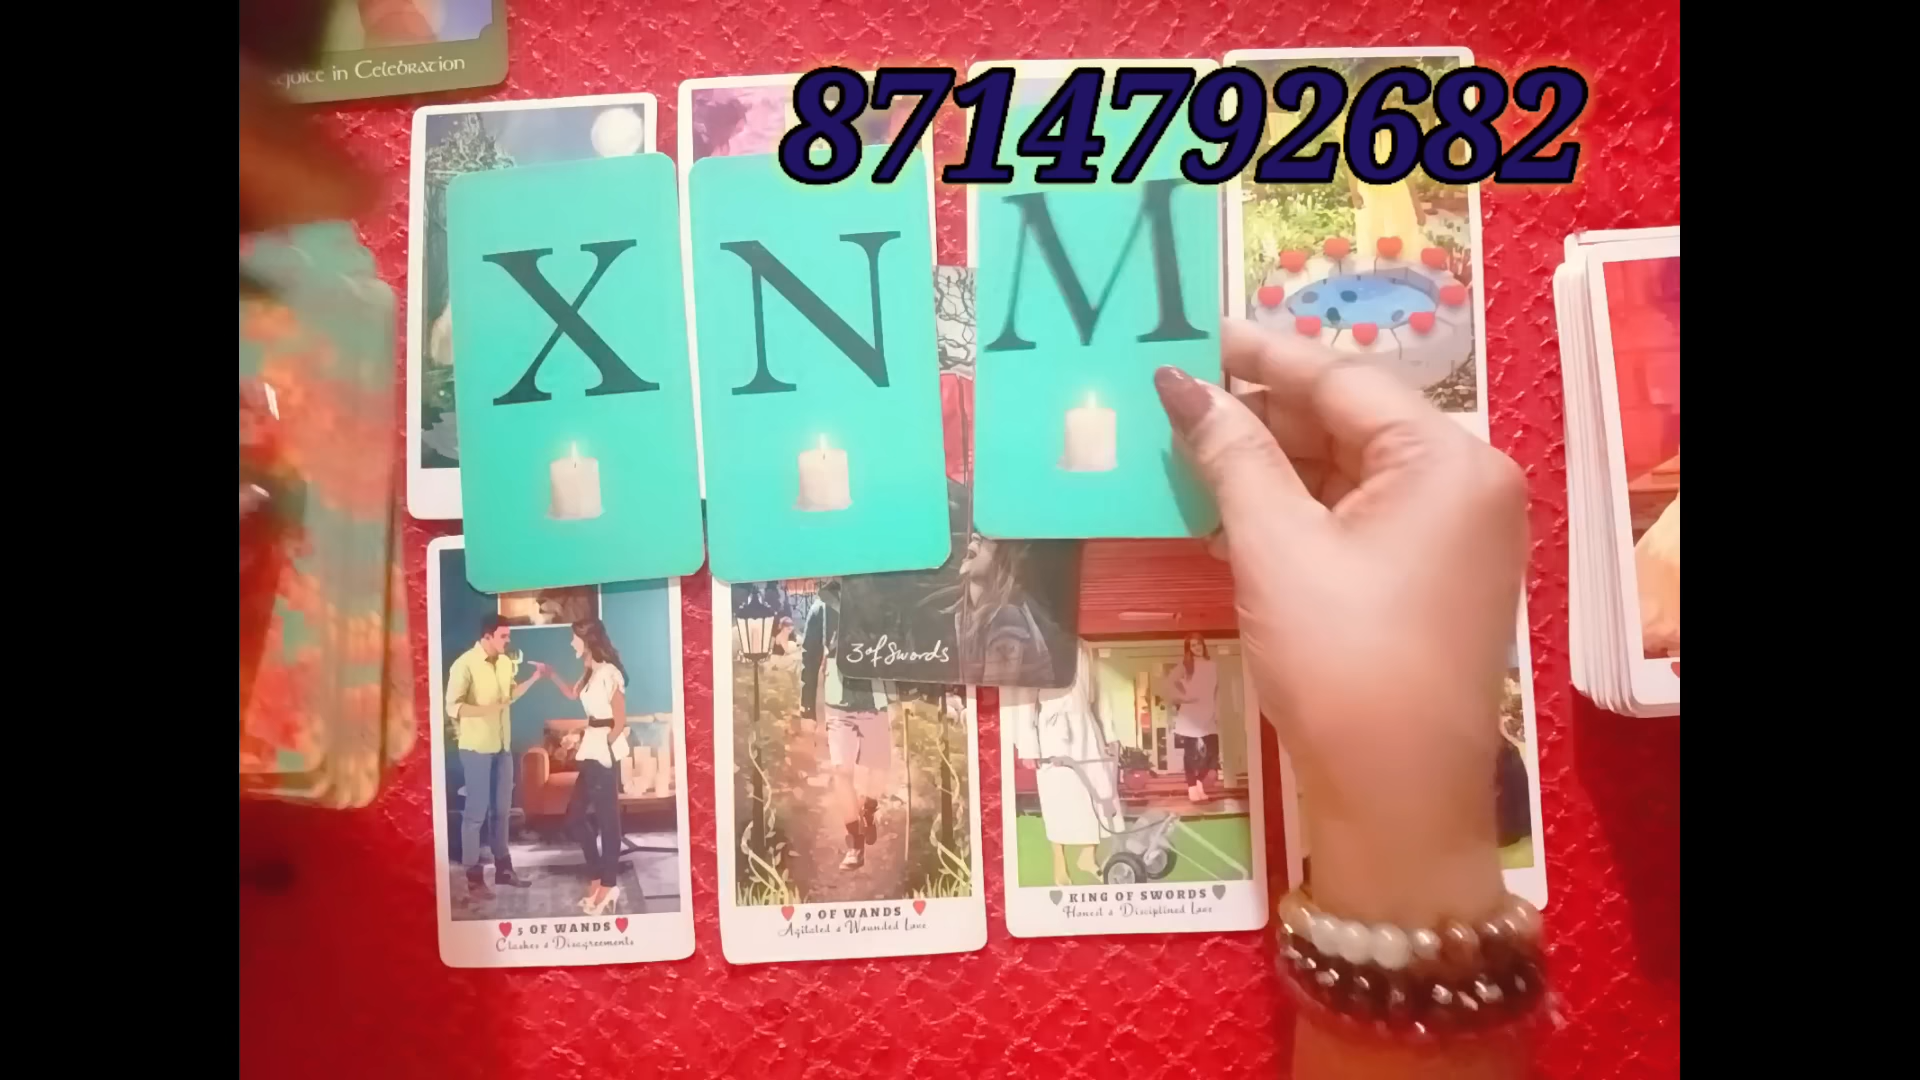 8714792682
ejoice in Celebration
X
N
M
3 of Swords
5 OF WANDS
Clashes & Disagreements
9 OF WANDS
Agitated & Wounded Love
KING OF SWORDS
Honest & Disciplined Love